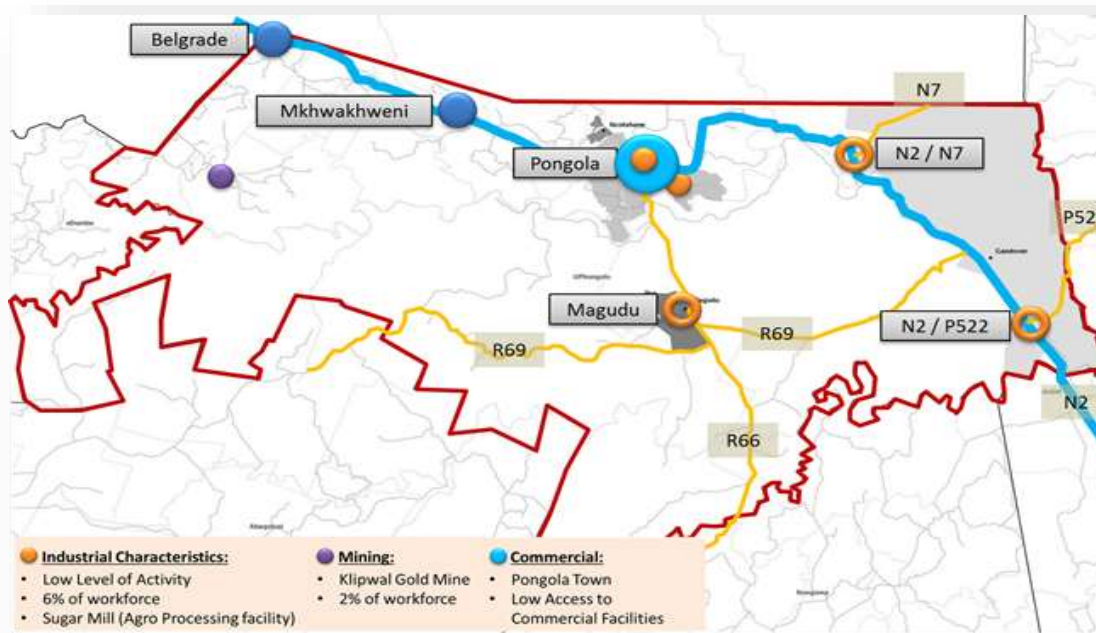 Belgrade
N7
Mkhwakhweni
N2 / N7
Pongola
P52
Magudu
N2 / P522
R69
R69
N2
R66
Industrial Characteristics:
• Low Level of Activity
• 6% of workforce
• Sugar Mill (Agro Processing facility)
Mining:
• Klipwal Gold Mine
• 2% of workforce
Commercial:
• Pongola Town
• Low Access to
Commercial Facilities